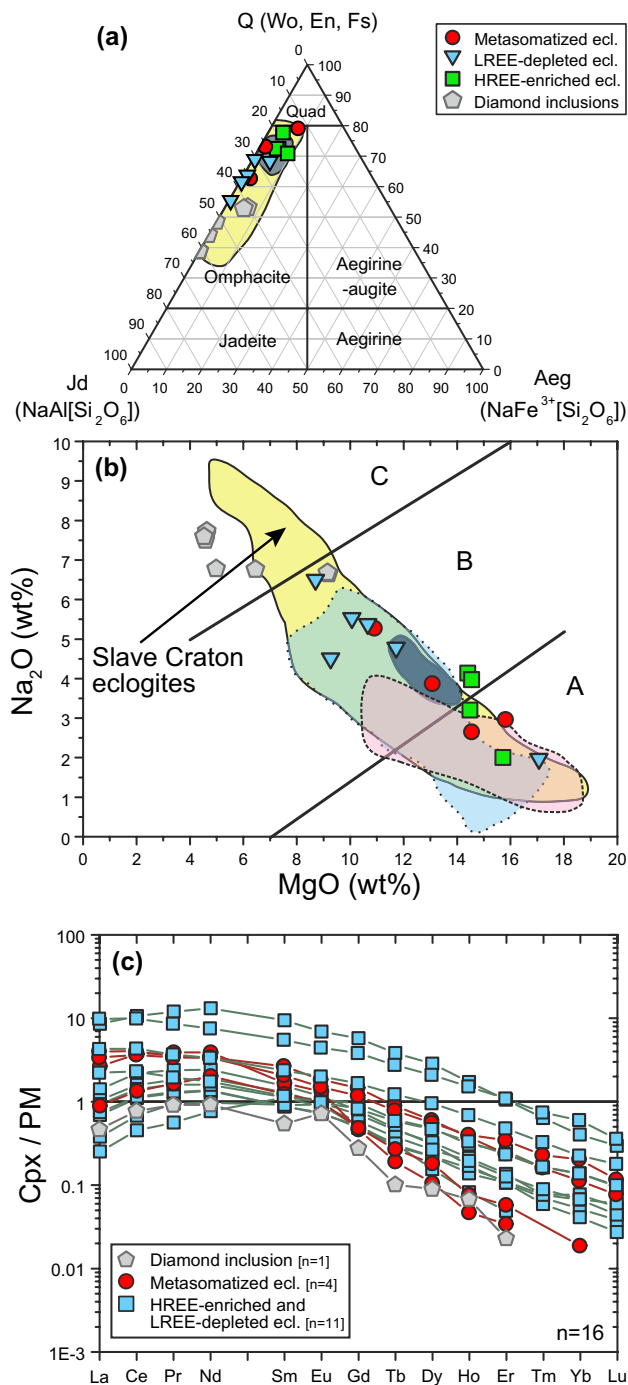 (a)
Q (Wo, En, Fs)
Metasomatized ecl.
LREE-depleted ecl.
HREE-enriched ecl.
Diamond inclusions
0
10
20
30
40
50
60
70
80
90
100
100
90
80
70
60
50
40
30
20
10
0
Quad
Omphacite
Aegirine
-augite
Jadeite
Aegirine
0 10 20 30 40 50 60 70 80 90 100
Jd
(NaAl[Si2O6])
Aeg
(NaFe3+[Si2O6])
(b)
C
B
A
Slave Craton
eclogites
Na2O (wt%)
10
9
8
7
6
5
4
3
2
1
0
0 2 4 6 8 10 12 14 16 18 20
MgO (wt%)
(c)
Cpx / PM
100
10
1
0.1
0.01
1E-3
Diamond inclusion [n=1]
Metasomatized ecl. [n=4]
HREE-enriched and
LREE-depleted ecl. [n=11]
n=16
La Ce Pr Nd Sm Eu Gd Tb Dy Ho Er Tm Yb Lu